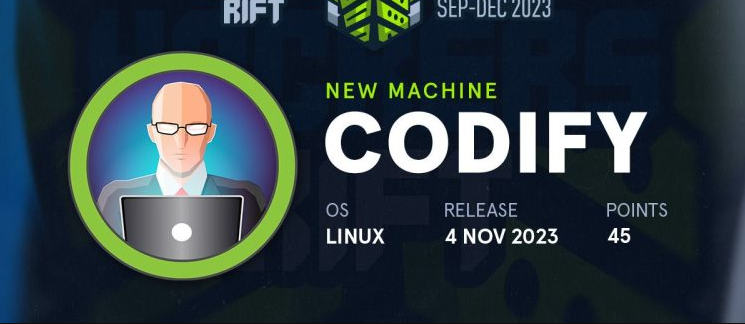 RIFT
SEP-DEC 2023
NEW MACHINE
CODIFY
OS
RELEASE
POINTS
LINUX
4 NOV 2023
45